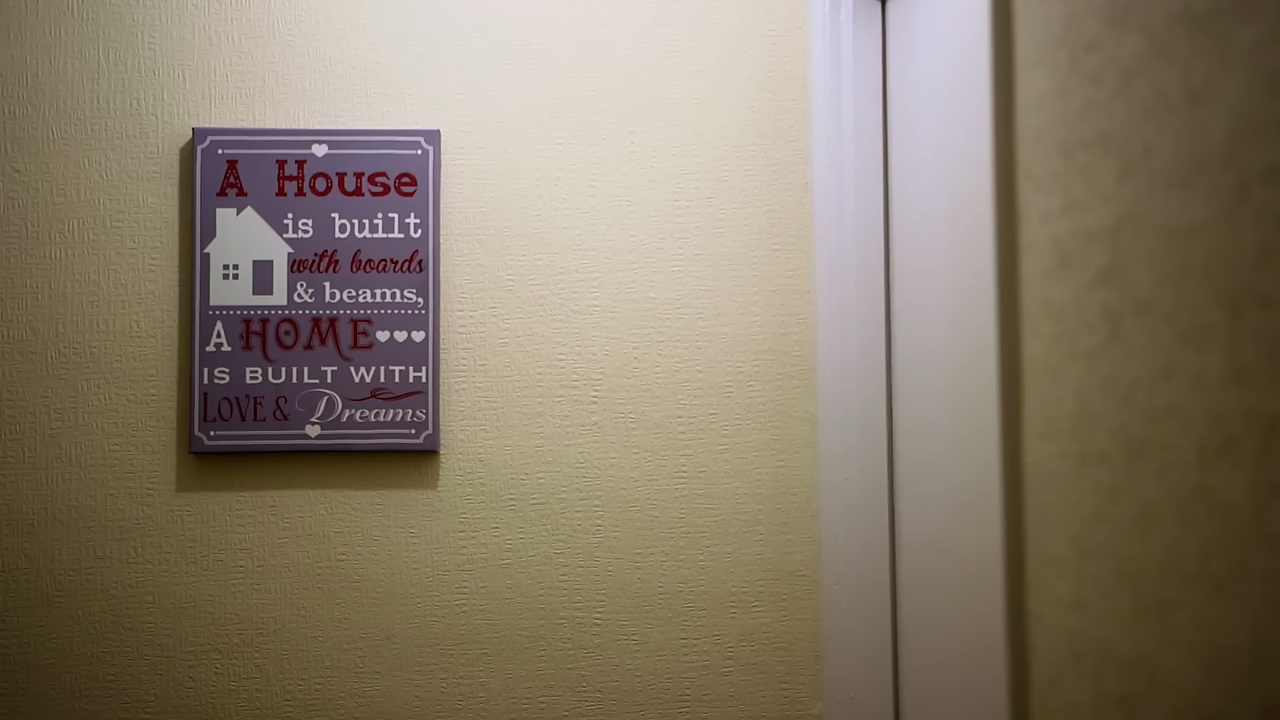 A House
is built
with boards
& beams,
A HOME
IS BUILT WITH
LOVE & Dreams